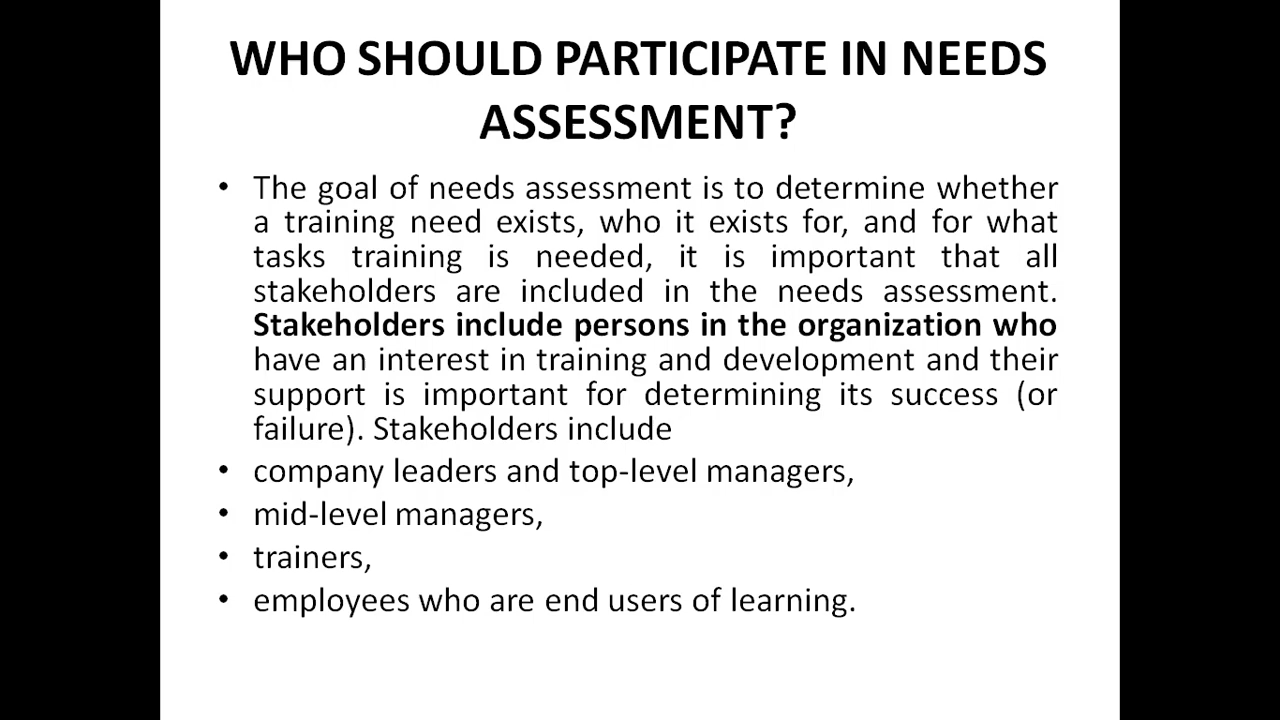 WHO SHOULD PARTICIPATE IN NEEDS
ASSESSMENT?
• The goal of needs assessment is to determine whether
a training need exists, who it exists for, and for what
tasks training is needed, it is important that all
stakeholders are included in the needs assessment.
Stakeholders include persons in the organization who
have an interest in training and development and their
support is important for determining its success (or
failure). Stakeholders include
• company leaders and top-level managers,
• mid-level managers,
• trainers,
• employees who are end users of learning.